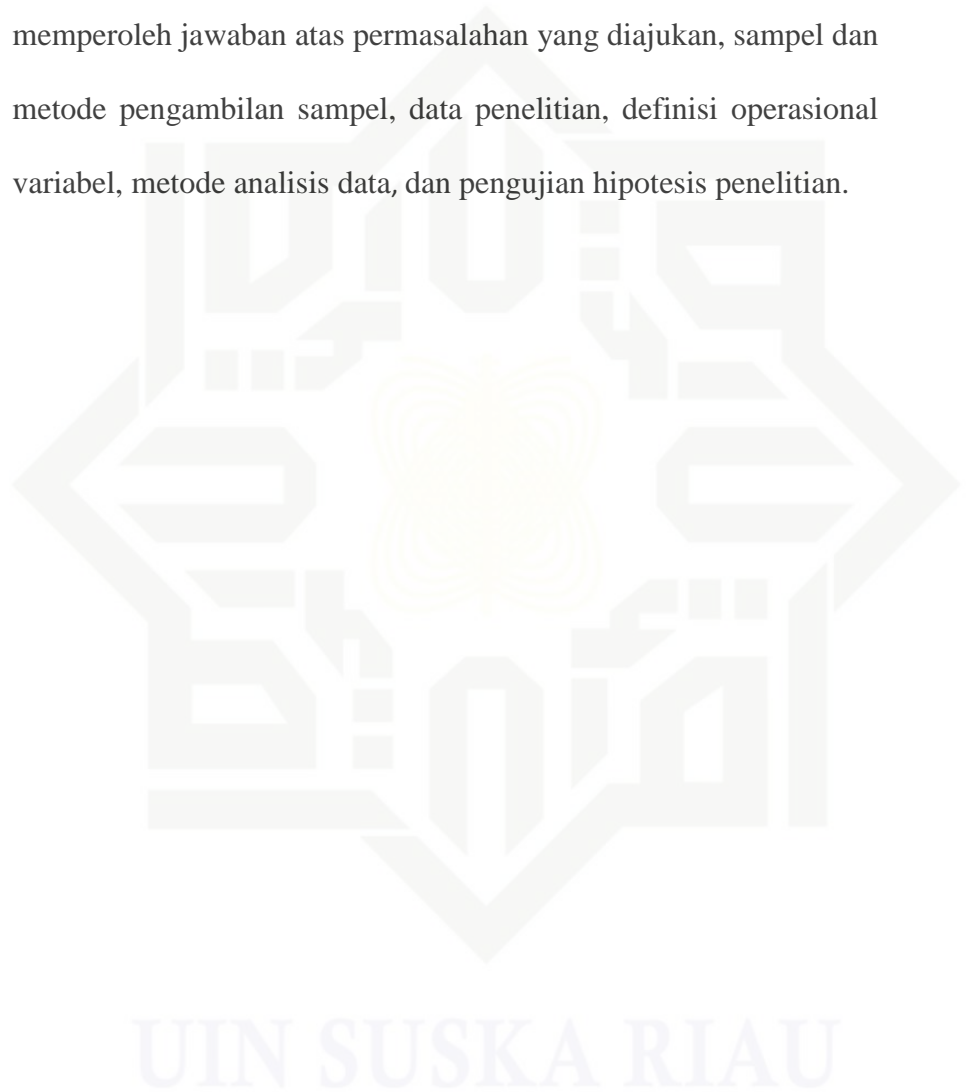 memperoleh jawaban atas permasalahan yang diajukan, sampel dan
metode pengambilan sampel, data penelitian, definisi operasional
variabel, metode analisis data, dan pengujian hipotesis penelitian.
UIN SUSKA RIAU